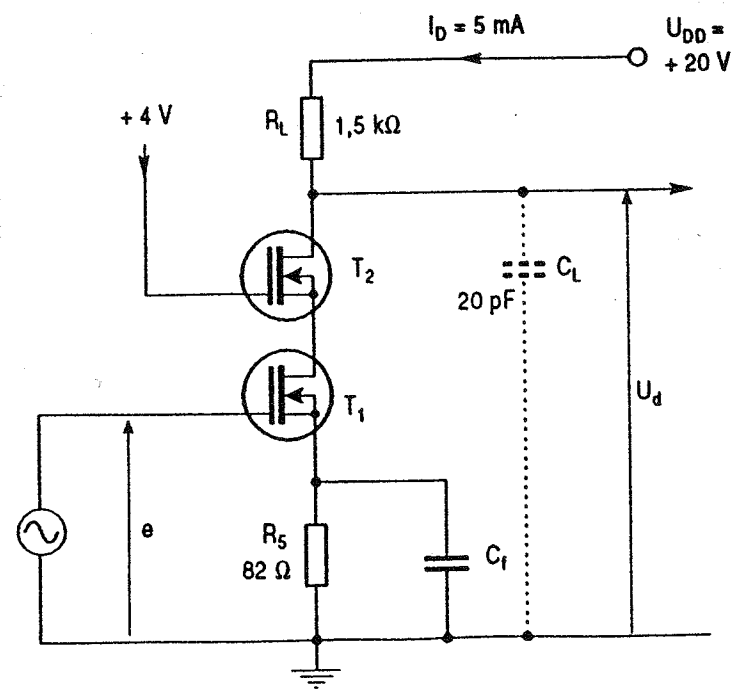 I_D = 5 mA
U_DD =
+ 20 V
+ 4 V
R_L
1,5 kΩ
T_2
C_L
20 pF
T_1
U_d
e
R_5
82 Ω
C_f